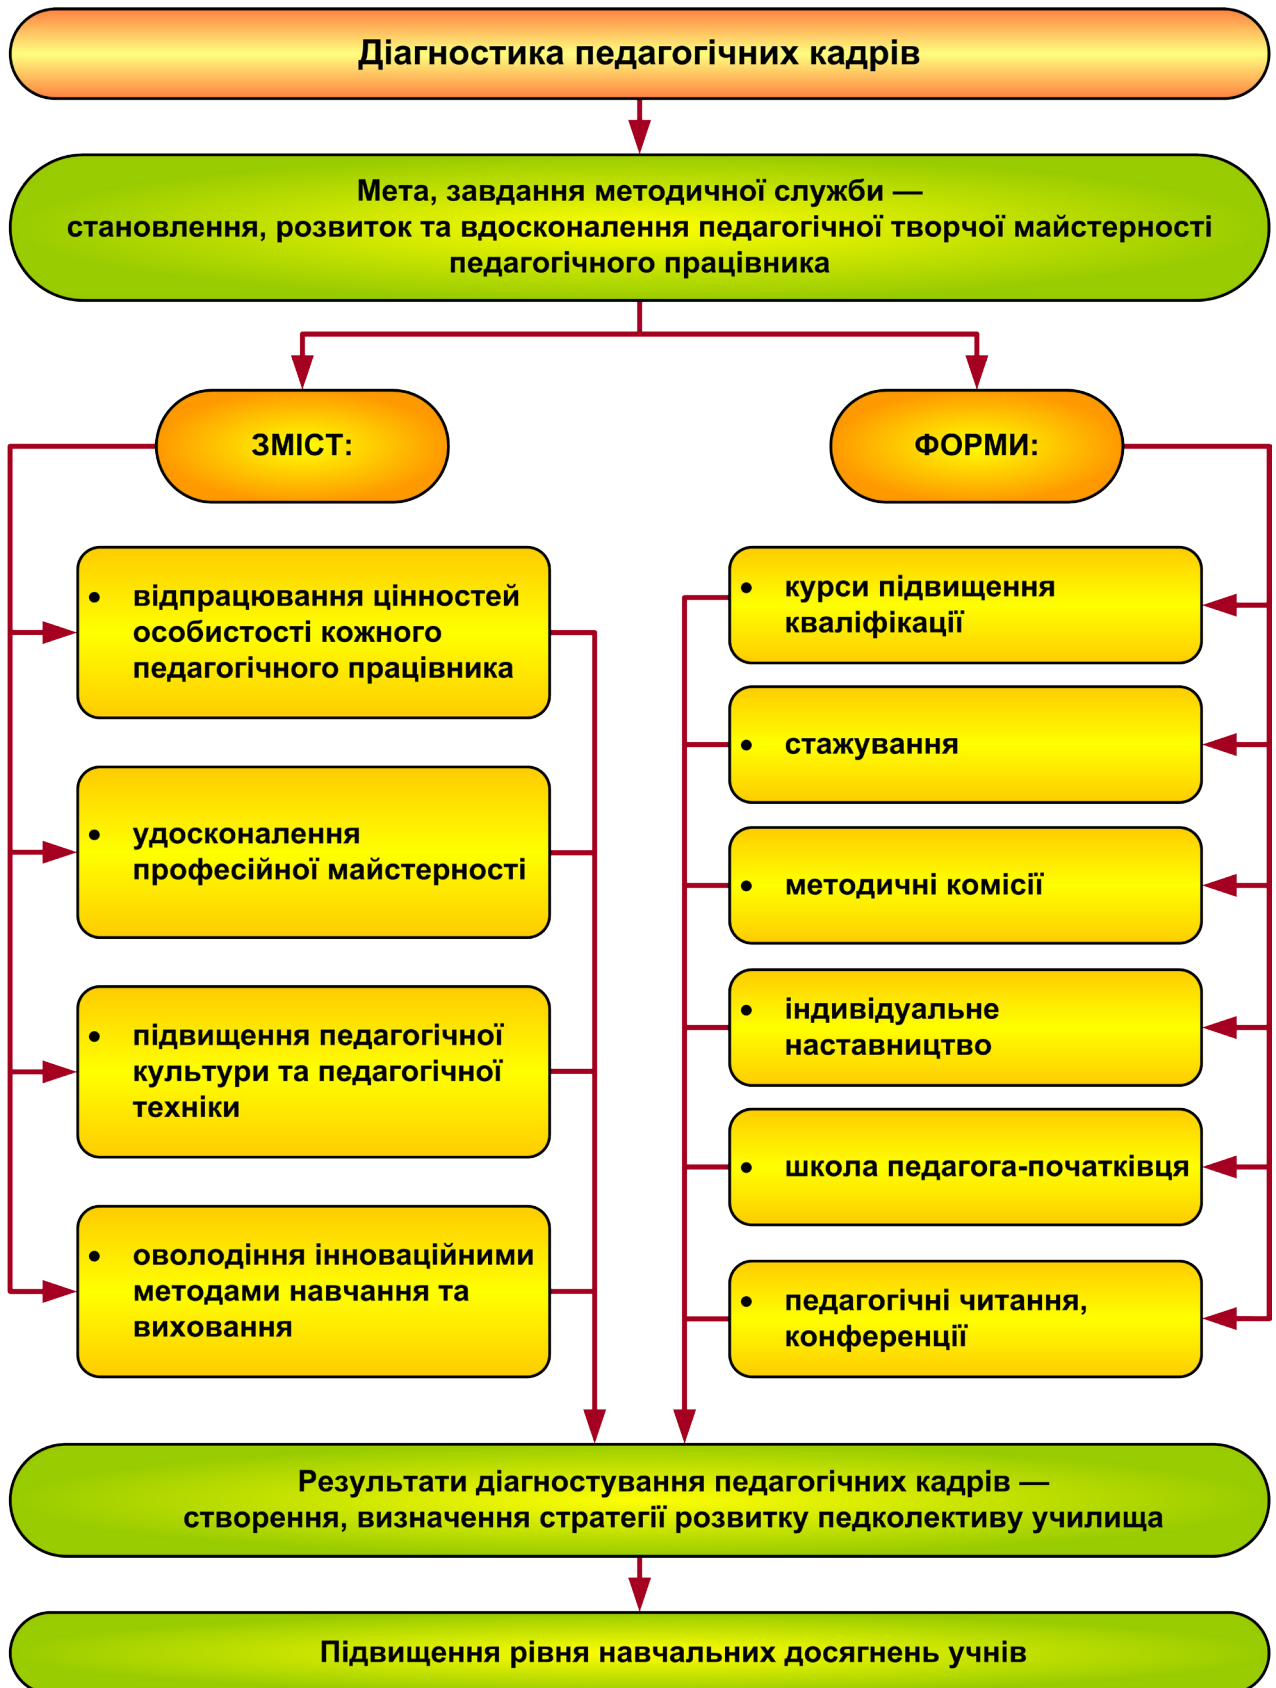 Діагностика педагогічних кадрів
Мета, завдання методичної служби —
становлення, розвиток та вдосконалення педагогічної творчої майстерності
педагогічного працівника
ЗМІСТ:
• відпрацювання цінностей
особистості кожного
педагогічного працівника
• удосконалення
професійної майстерності
• підвищення педагогічної
культури та педагогічної
техніки
• оволодіння інноваційними
методами навчання та
виховання
ФОРМИ:
• курси підвищення
кваліфікації
• стажування
• методичні комісії
• індивідуальне
наставництво
• школа педагога-початківця
• педагогічні читання,
конференції
Результати діагностування педагогічних кадрів —
створення, визначення стратегії розвитку педколективу училища
Підвищення рівня навчальних досягнень учнів